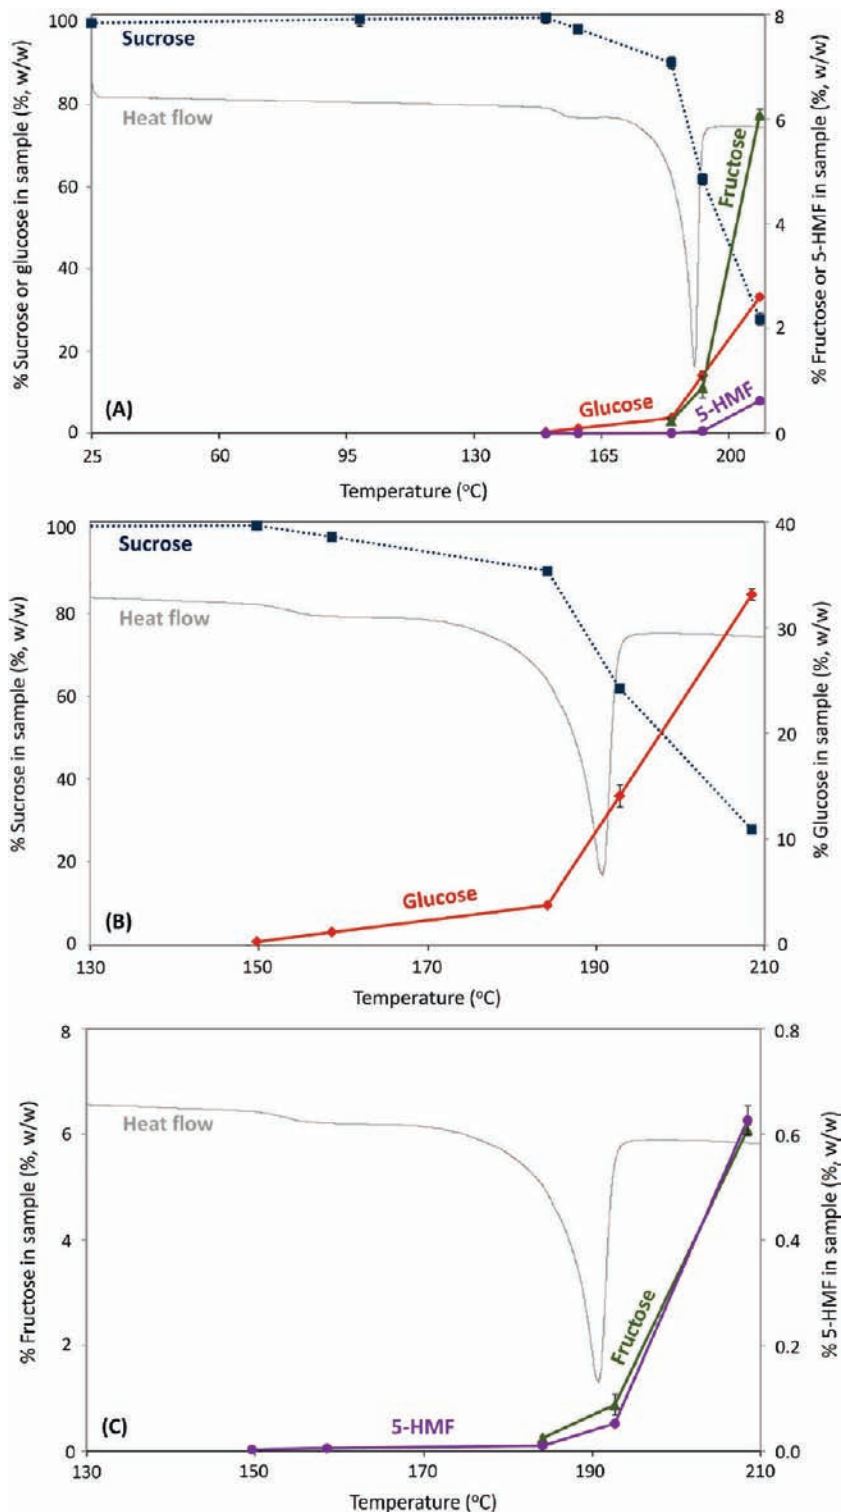 100
80
60
40
20
0
% Sucrose or glucose in sample (%, w/w)
8
6
4
2
0
% Fructose or 5-HMF in sample (%, w/w)
Sucrose
Heat flow
Fructose
Glucose
5-HMF
(A)
25 60 95 130 165 200
Temperature (°C)
100
80
60
40
20
0
% Sucrose in sample (%, w/w)
40
30
20
10
0
% Glucose in sample (%, w/w)
Sucrose
Heat flow
Glucose
(B)
130 150 170 190 210
Temperature (°C)
8
6
4
2
0
% Fructose in sample (%, w/w)
0.8
0.6
0.4
0.2
0.0
% 5-HMF in sample (%, w/w)
Heat flow
Fructose
5-HMF
(C)
130 150 170 190 210
Temperature (°C)